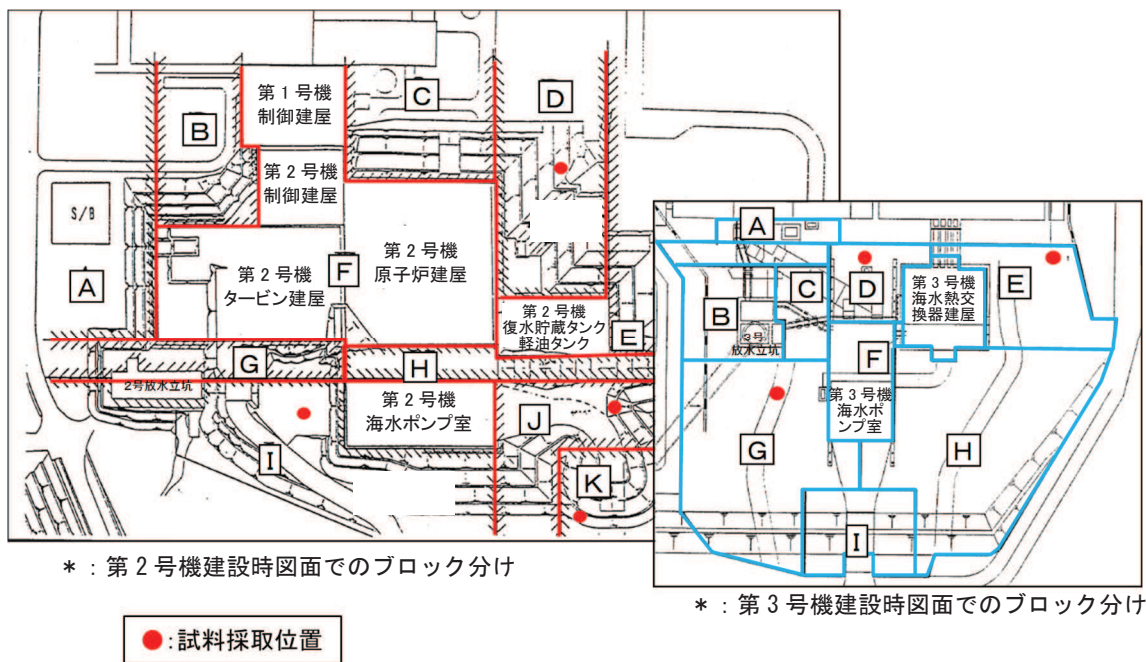 第１号機
制御建屋
C
D
B
第２号機
制御建屋
S/B
A
第２号機
タービン建屋
F
第２号機
原子炉建屋
第２号機
復水貯蔵タンク
軽油タンク
E
G
H
2号放水立坑
第２号機
海水ポンプ室
J
I
K
A
B
C
D
第３号機
海水熱交
換器建屋
E
3号
放水立坑
F
第３号機
海水ポ
ンプ室
G
H
I
＊：第２号機建設時図面でのブロック分け
＊：第３号機建設時図面でのブロック分け
●:試料採取位置